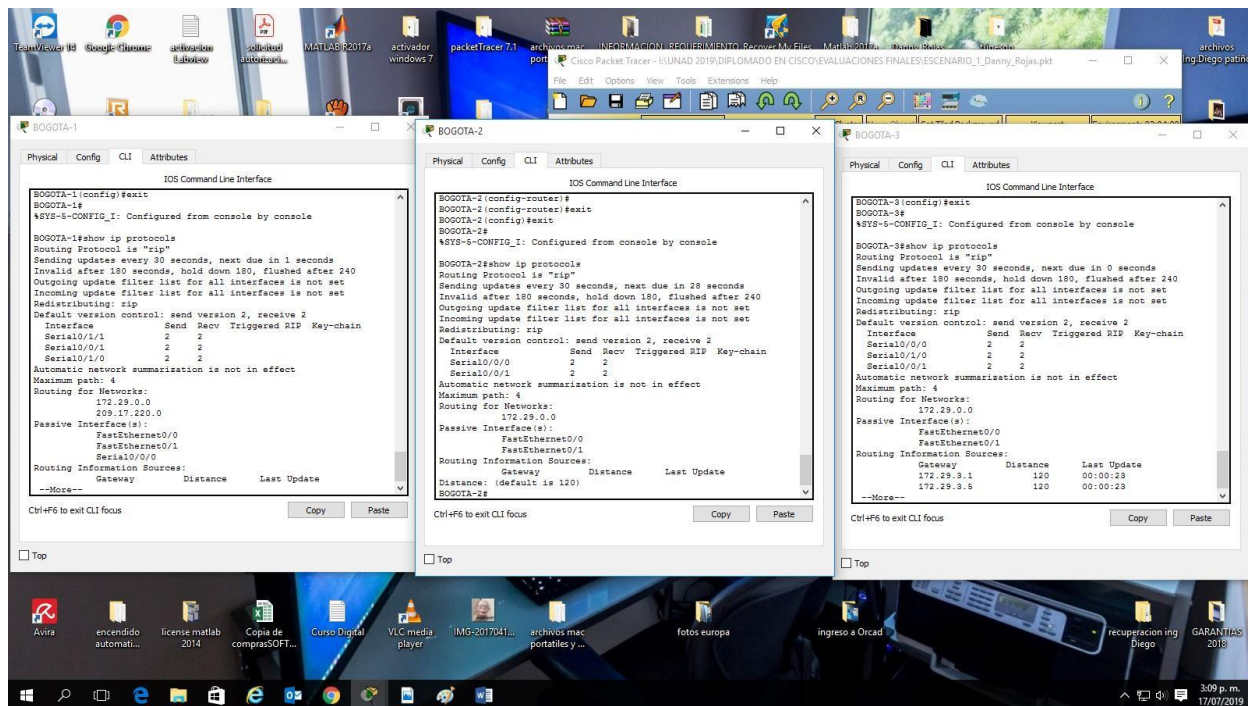 TeamViewer 14
Google Chrome
activacion
Labview
solicitud
autorizaci...
MATLAB R2017a
activador
windows 7
packetTracer 7.1
archivos mac
port
INFORMACION
REQUERIMIENTO
Recover My Files
Matlab 2017a
Danny Rojas
archivos
Ing.Diego patiñ
Cisco Packet Tracer - I:\UNAD 2019\DIPLOMADO EN CISCO\EVALUACIONES FINALES\ESCENARIO_1_Danny_Rojas.pkt
File Edit Options View Tools Extensions Help
BOGOTA-1
Physical Config CLI Attributes
IOS Command Line Interface
BOGOTA-1(config)#exit
BOGOTA-1#
%SYS-5-CONFIG_I: Configured from console by console
BOGOTA-1#show ip protocols
Routing Protocol is "rip"
Sending updates every 30 seconds, next due in 1 seconds
Invalid after 180 seconds, hold down 180, flushed after 240
Outgoing update filter list for all interfaces is not set
Incoming update filter list for all interfaces is not set
Redistributing: rip
Default version control: send version 2, receive 2
Interface Send Recv Triggered RIP Key-chain
Serial0/1/1 2 2
Serial0/0/1 2 2
Serial0/1/0 2 2
Automatic network summarization is not in effect
Maximum path: 4
Routing for Networks:
172.29.0.0
209.17.220.0
Passive Interface(s):
FastEthernet0/0
FastEthernet0/1
Serial0/0/0
Routing Information Sources:
Gateway Distance Last Update
--More--
Ctrl+F6 to exit CLI focus
Copy Paste
Top
BOGOTA-2
Physical Config CLI Attributes
IOS Command Line Interface
BOGOTA-2(config-router)#
BOGOTA-2(config-router)#exit
BOGOTA-2(config)#exit
BOGOTA-2#
%SYS-5-CONFIG_I: Configured from console by console
BOGOTA-2#show ip protocols
Routing Protocol is "rip"
Sending updates every 30 seconds, next due in 28 seconds
Invalid after 180 seconds, hold down 180, flushed after 240
Outgoing update filter list for all interfaces is not set
Incoming update filter list for all interfaces is not set
Redistributing: rip
Default version control: send version 2, receive 2
Interface Send Recv Triggered RIP Key-chain
Serial0/0/0 2 2
Serial0/0/1 2 2
Automatic network summarization is not in effect
Maximum path: 4
Routing for Networks:
172.29.0.0
Passive Interface(s):
FastEthernet0/0
FastEthernet0/1
Routing Information Sources:
Gateway Distance Last Update
Distance: (default is 120)
BOGOTA-2#
Ctrl+F6 to exit CLI focus
Copy Paste
Top
BOGOTA-3
Physical Config CLI Attributes
IOS Command Line Interface
BOGOTA-3(config)#exit
BOGOTA-3#
%SYS-5-CONFIG_I: Configured from console by console
BOGOTA-3#show ip protocols
Routing Protocol is "rip"
Sending updates every 30 seconds, next due in 0 seconds
Invalid after 180 seconds, hold down 180, flushed after 240
Outgoing update filter list for all interfaces is not set
Incoming update filter list for all interfaces is not set
Redistributing: rip
Default version control: send version 2, receive 2
Interface Send Recv Triggered RIP Key-chain
Serial0/0/0 2 2
Serial0/1/0 2 2
Serial0/0/1 2 2
Automatic network summarization is not in effect
Maximum path: 4
Routing for Networks:
172.29.0.0
Passive Interface(s):
FastEthernet0/0
FastEthernet0/1
Routing Information Sources:
Gateway Distance Last Update
172.29.3.1 120 00:00:23
172.29.3.5 120 00:00:23
--More--
Ctrl+F6 to exit CLI focus
Copy Paste
Top
Avira
encendido
automati...
license matlab
2014
Copia de
comprasSOFT...
Curso Digital
VLC media
player
IMG-2017041...
archivos mac
portatiles y ...
fotos europa
ingreso a Orcad
recuperacion ing
Diego
GARANTIAS
2018
3:09 p. m.
17/07/2019